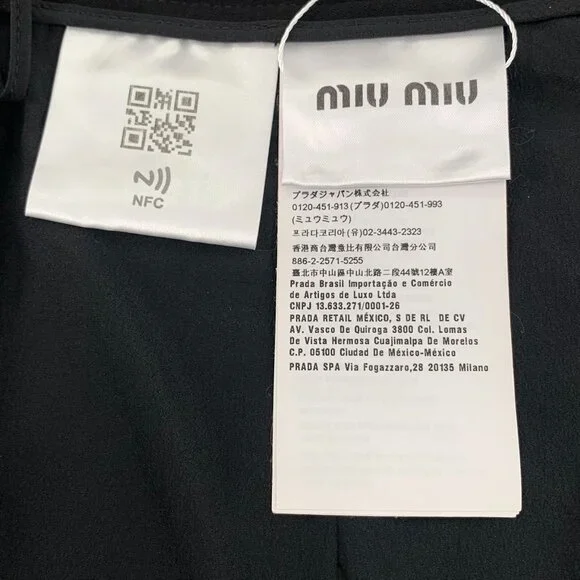 NFC
miu miu
プラダジャパン株式会社
0120-451-913(プラダ)0120-451-993
(ミュウミュウ)
프라다코리아(유)02-3443-2323
香港商台灣壹比有限公司台灣分公司
886-2-2571-5255
臺北市中山區中山北路二段44號12樓A室
Prada Brasil Importação e Comércio
de Artigos de Luxo Ltda
CNPJ 13.633.271/0001-26
PRADA RETAIL MÉXICO, S DE RL DE CV
AV. Vasco De Quiroga 3800 Col. Lomas
De Vista Hermosa Cuajimalpa De Morelos
C.P. 05100 Ciudad De México-México
PRADA SPA Via Fogazzaro,28 20135 Milano